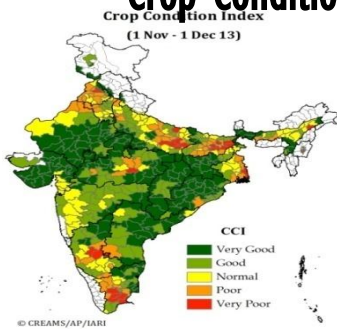 Crop Conditio
Crop Condition Index
(1 Nov - 1 Dec 13)
CCI
Very Good
Good
Normal
Poor
Very Poor
© CREAMS/AP/IARI